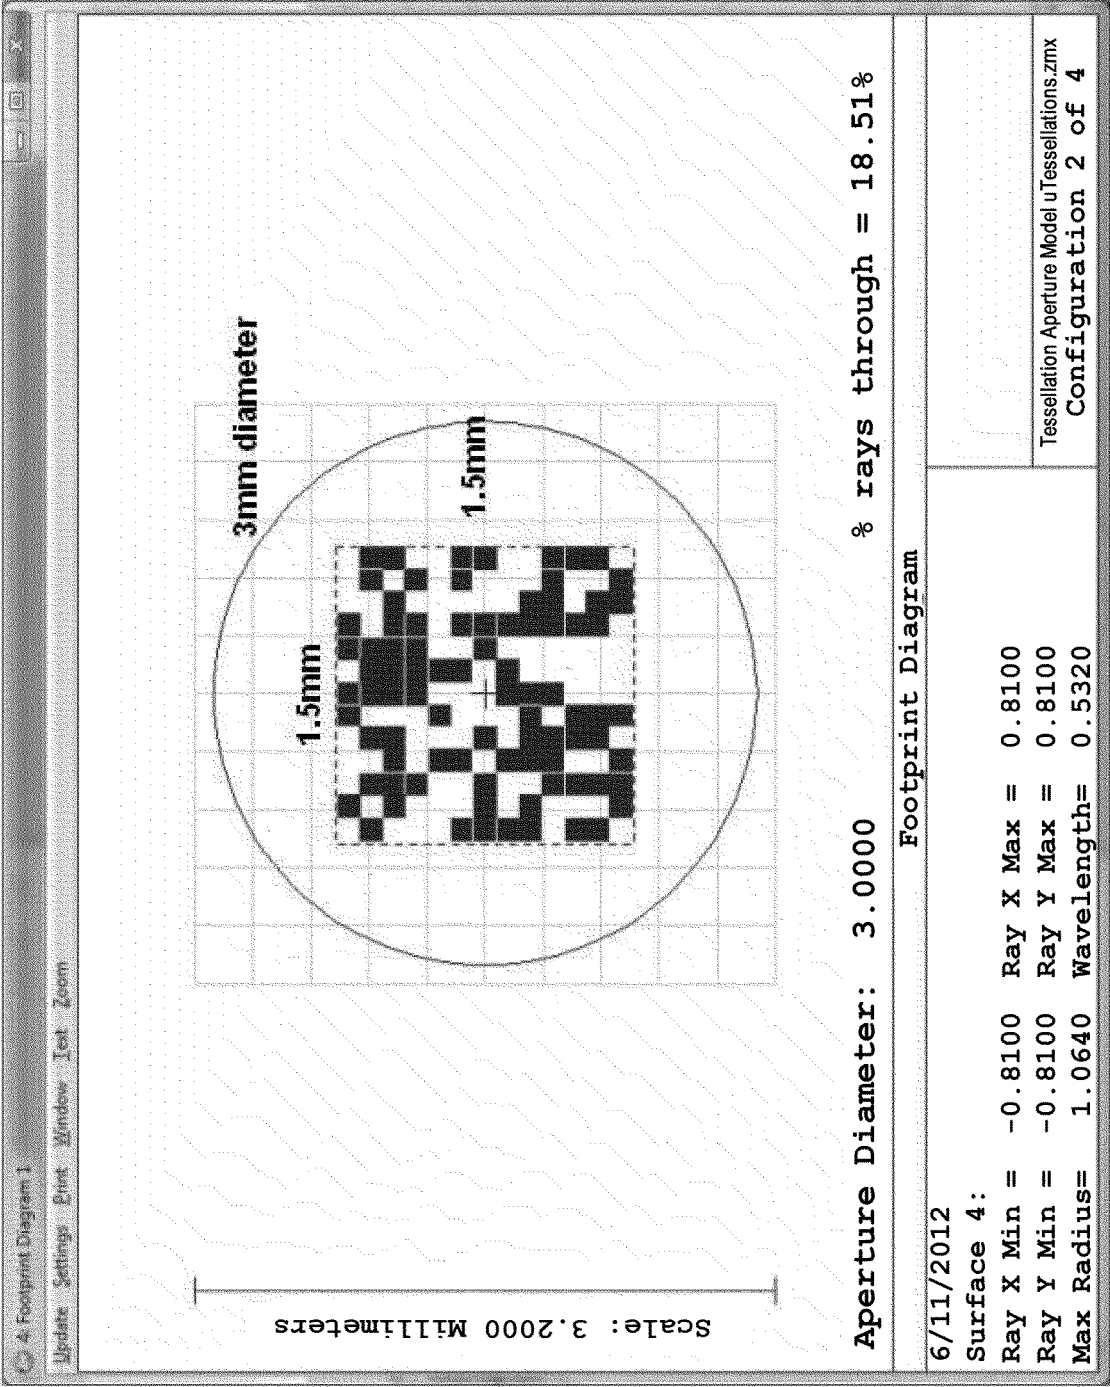 4: Footprint Diagram 1
Update Settings Print Window Text Zoom
3mm diameter
1.5mm
1.5mm
Scale: 3.2000 Millimeters
Aperture Diameter: 3.0000 % rays through = 18.51%
Footprint Diagram
6/11/2012
Surface 4:
Ray X Min = -0.8100 Ray X Max = 0.8100
Ray Y Min = -0.8100 Ray Y Max = 0.8100
Max Radius= 1.0640 Wavelength= 0.5320
Tessellation Aperture Model uTessellations.zmx
Configuration 2 of 4